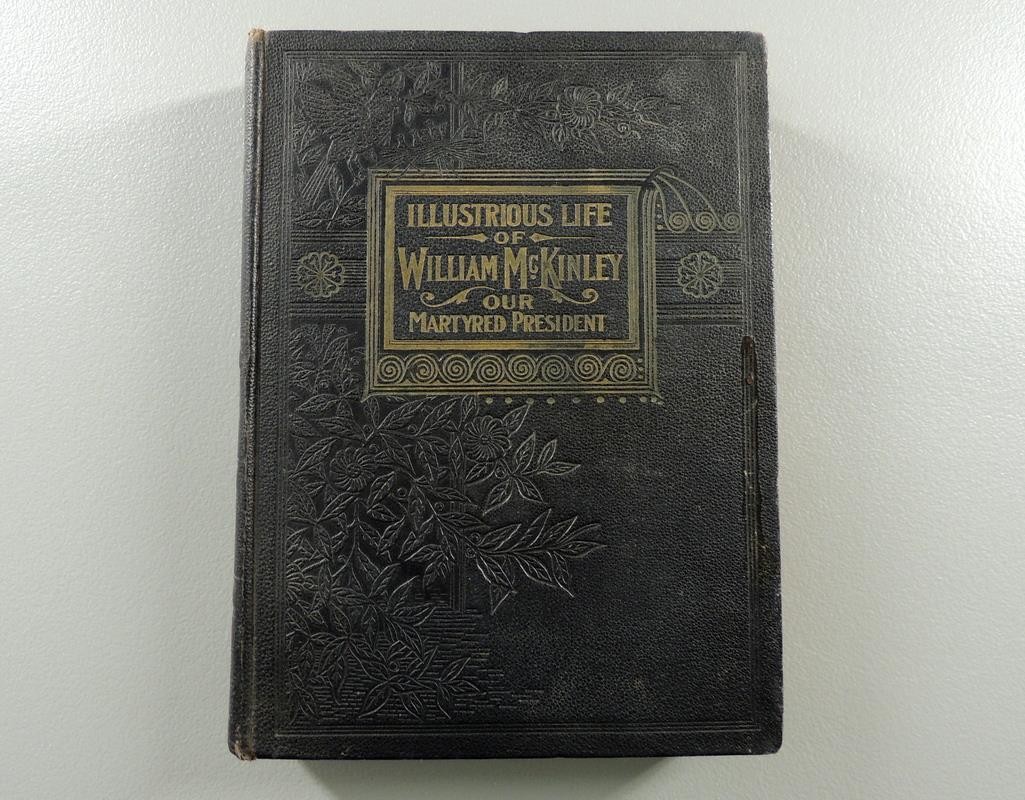 ILLUSTRIOUS LIFE
OF
WILLIAM McKINLEY
OUR
MARTYRED PRESIDENT